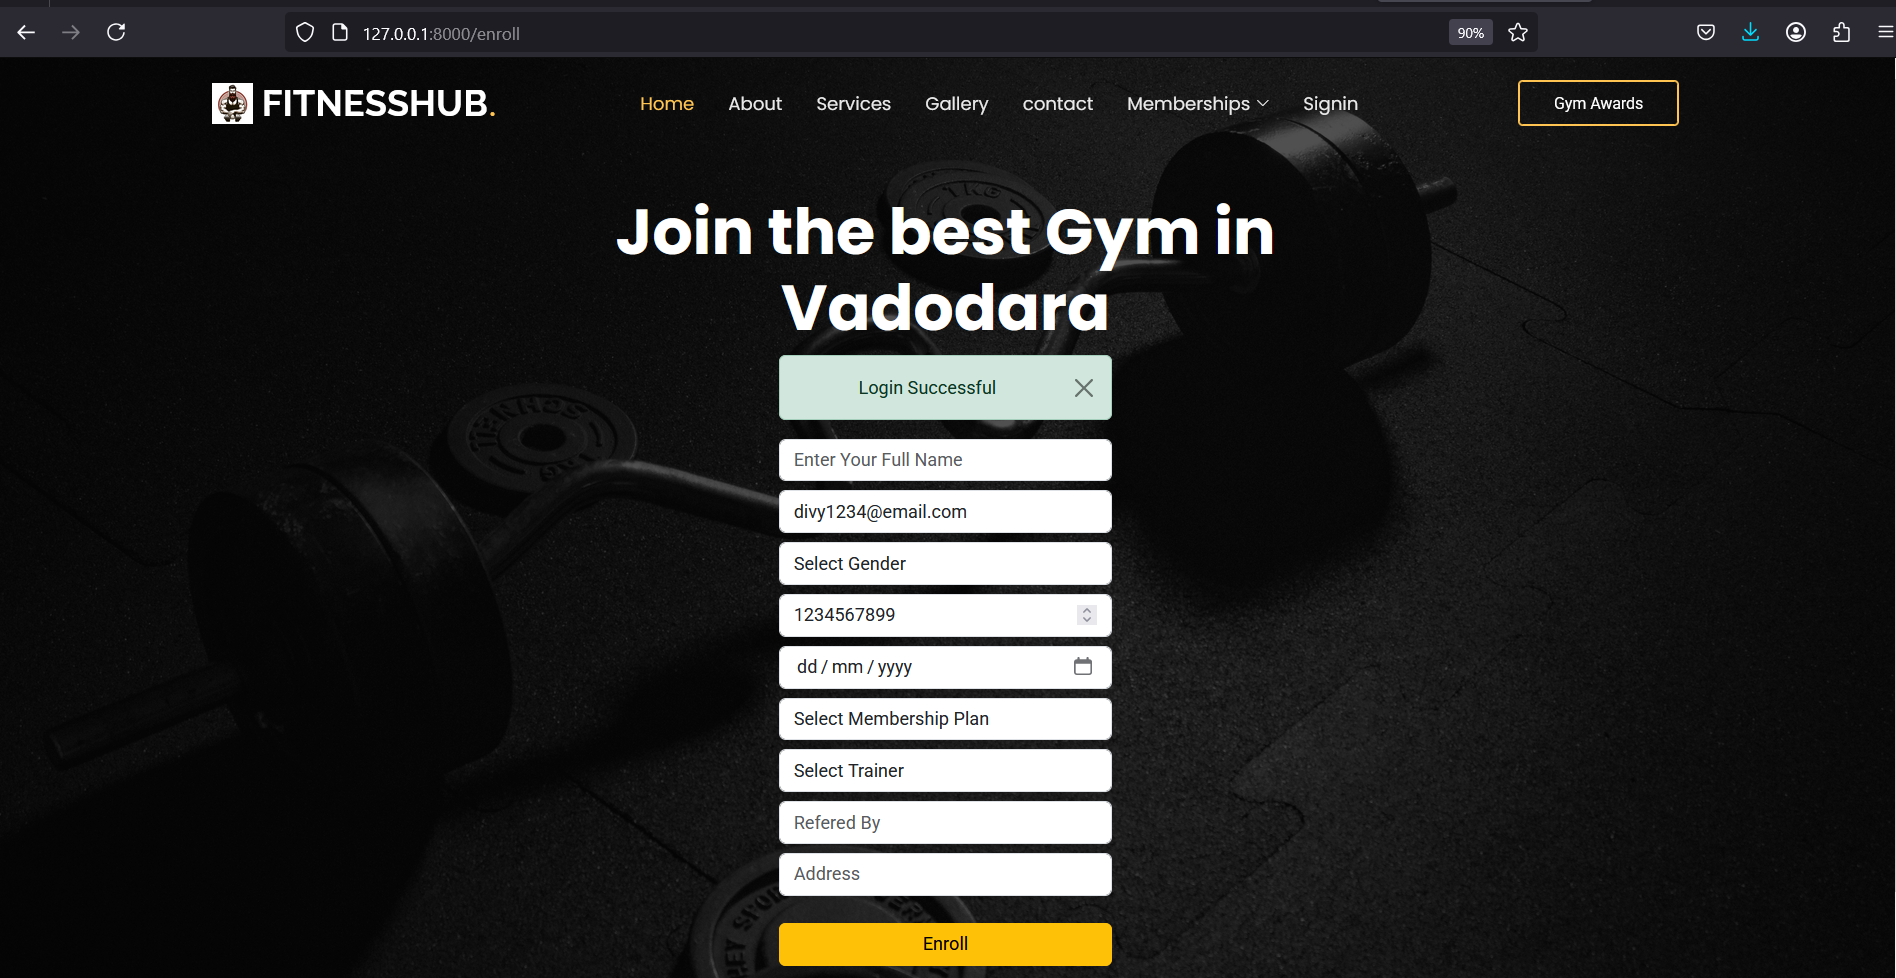 127.0.0.1:8000/enroll
90%
FITNESSHUB.
Home
About
Services
Gallery
contact
Memberships
Signin
Gym Awards
Join the best Gym in
Vadodara
Login Successful
Enter Your Full Name
divy1234@email.com
Select Gender
1234567899
dd / mm / yyyy
Select Membership Plan
Select Trainer
Refered By
Address
Enroll